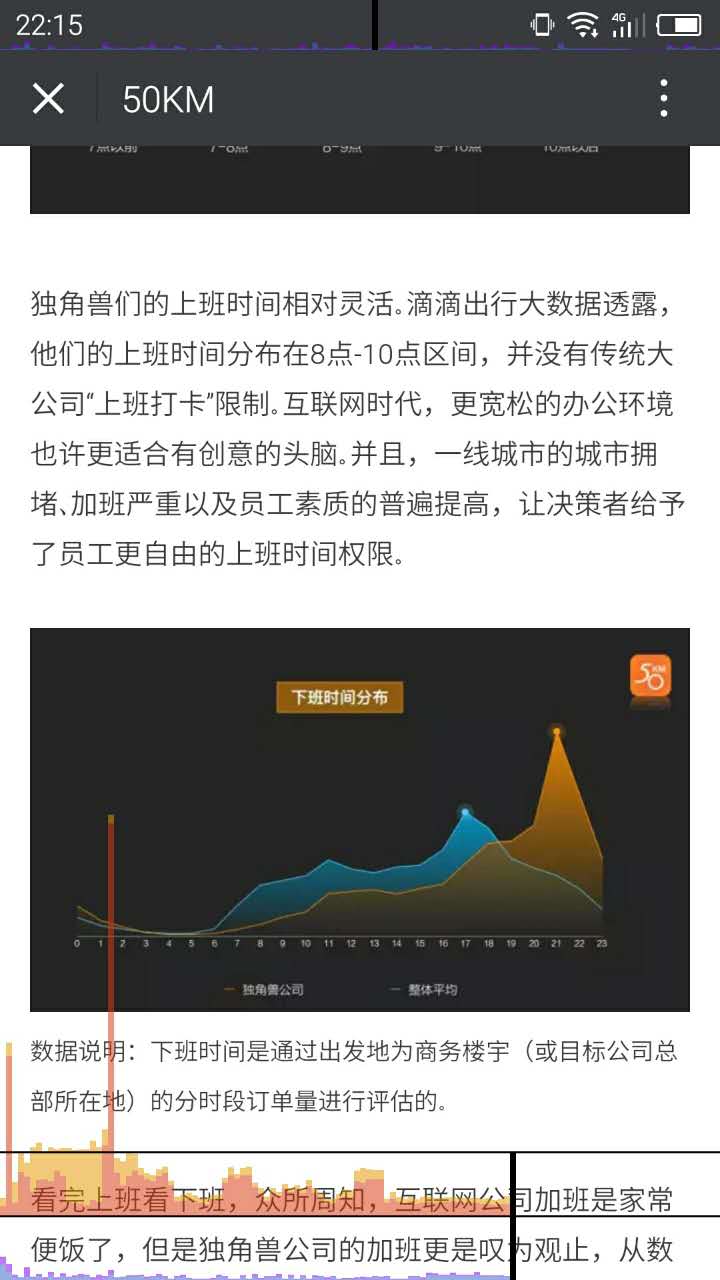 22:15
4G
50KM
7点以前 7-8点 8-9点 9-10点 10点以后
独角兽们的上班时间相对灵活。滴滴出行大数据透露，
他们的上班时间分布在8点-10点区间，并没有传统大
公司“上班打卡”限制。互联网时代，更宽松的办公环境
也许更适合有创意的头脑。并且，一线城市的城市拥
堵、加班严重以及员工素质的普遍提高，让决策者给予
了员工更自由的上班时间权限。
50KM
下班时间分布
0 1 2 3 4 5 6 7 8 9 10 11 12 13 14 15 16 17 18 19 20 21 22 23
独角兽公司 整体平均
数据说明：下班时间是通过出发地为商务楼宇（或目标公司总
部所在地）的分时段订单量进行评估的。
看完上班看下班，众所周知，互联网公司加班是家常
便饭了，但是独角兽公司的加班更是叹为观止，从数